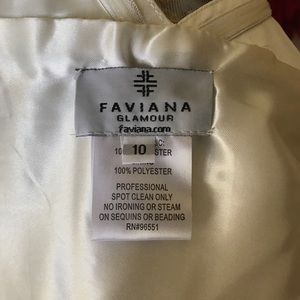 FAVIANA
GLAMOUR
faviana.com
10
100% POLYESTER
PROFESSIONAL
SPOT CLEAN ONLY
NO IRONING OR STEAM
ON SEQUINS OR BEADING
RN#96551